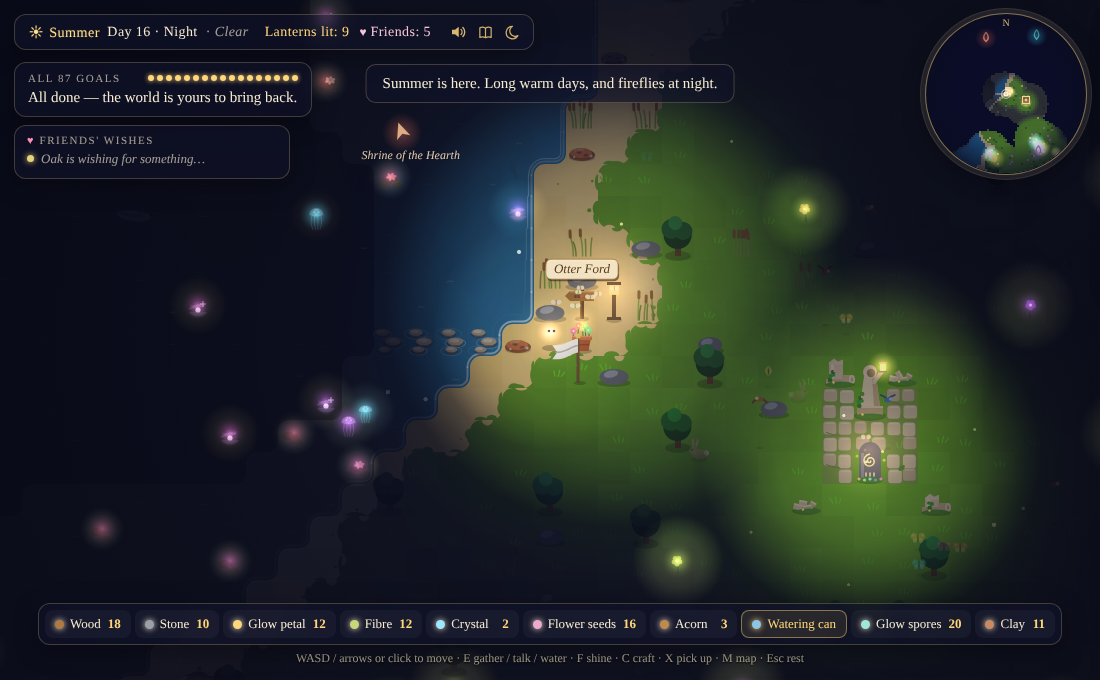 Summer Day 16 · Night · Clear Lanterns lit: 9 ♥ Friends: 5
ALL 87 GOALS
All done — the world is yours to bring back.
♥ FRIENDS' WISHES
Oak is wishing for something…
Summer is here. Long warm days, and fireflies at night.
Shrine of the Hearth
N
Otter Ford
Wood 18 Stone 10 Glow petal 12 Fibre 12 Crystal 2 Flower seeds 16 Acorn 3 Watering can Glow spores 20 Clay 11
WASD / arrows or click to move · E gather / talk / water · F shine · C craft · X pick up · M map · Esc rest